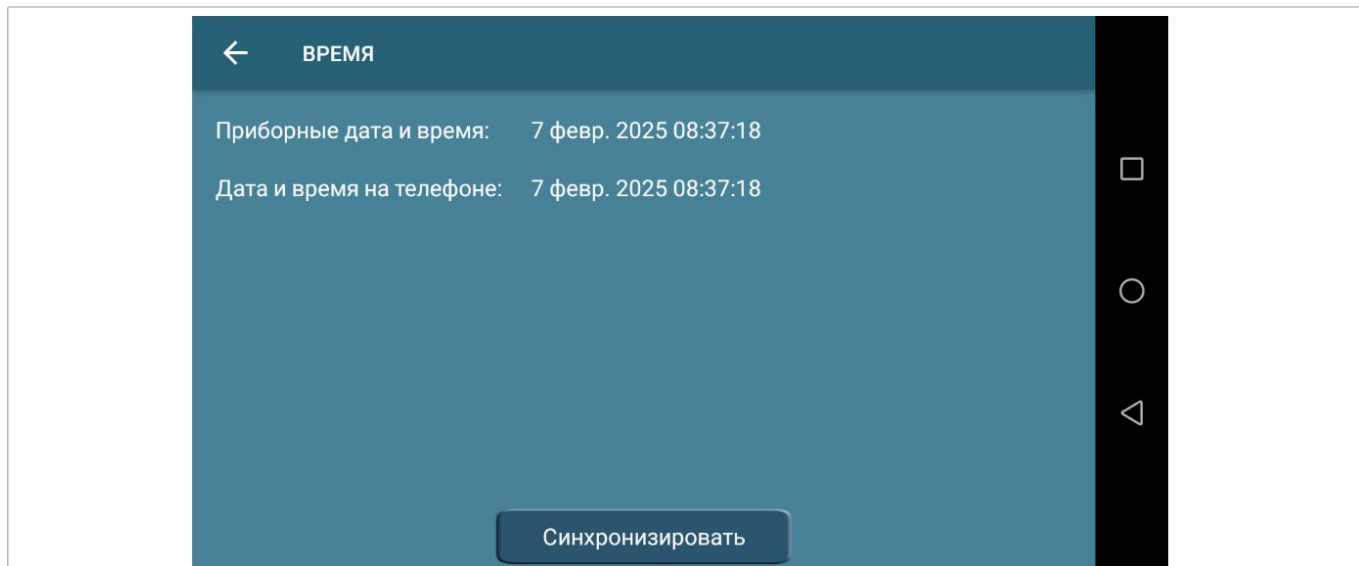 ВРЕМЯ
Приборные дата и время: 7 февр. 2025 08:37:18
Дата и время на телефоне: 7 февр. 2025 08:37:18
Синхронизировать